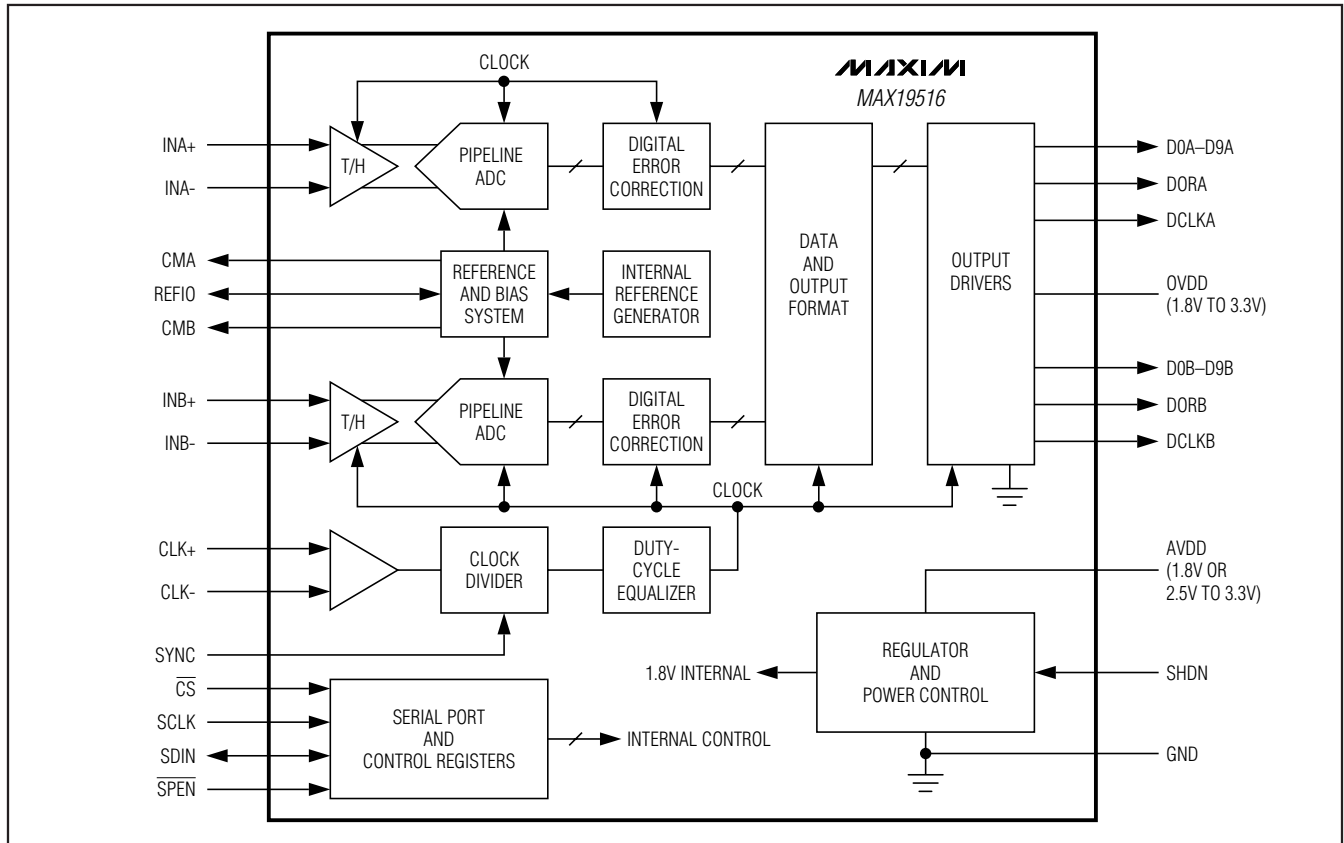 CLOCK
MAXIM
MAX19516
INA+
INA-
T/H
PIPELINE
ADC
DIGITAL
ERROR
CORRECTION
DATA
AND
OUTPUT
FORMAT
OUTPUT
DRIVERS
D0A–D9A
DORA
DCLKA
CMA
REFIO
CMB
REFERENCE
AND BIAS
SYSTEM
INTERNAL
REFERENCE
GENERATOR
OVDD
(1.8V TO 3.3V)
INB+
INB-
T/H
PIPELINE
ADC
DIGITAL
ERROR
CORRECTION
D0B–D9B
DORB
DCLKB
CLOCK
CLK+
CLK-
CLOCK
DIVIDER
DUTY-
CYCLE
EQUALIZER
AVDD
(1.8V OR
2.5V TO 3.3V)
SYNC
1.8V INTERNAL
REGULATOR
AND
POWER CONTROL
SHDN
GND
CS
SCLK
SDIN
SPEN
SERIAL PORT
AND
CONTROL REGISTERS
INTERNAL CONTROL